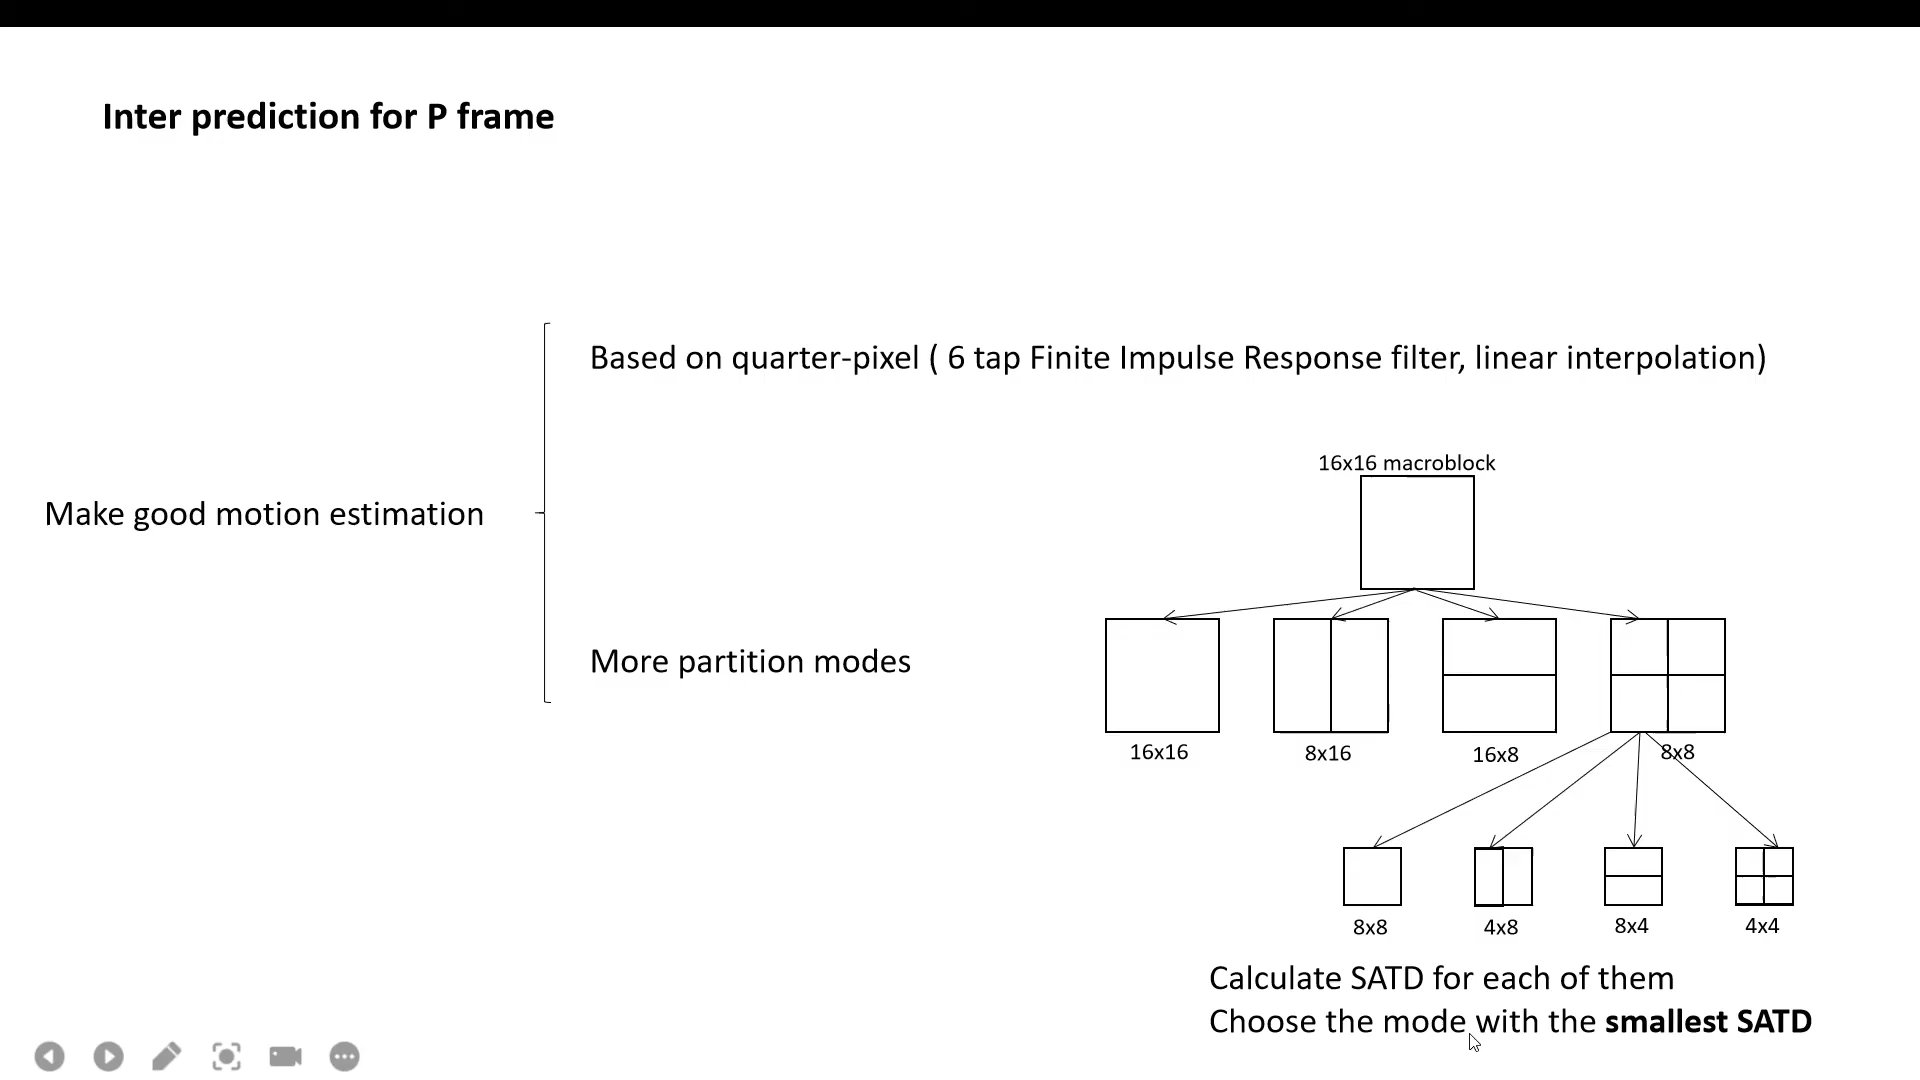 Inter prediction for P frame
Based on quarter-pixel ( 6 tap Finite Impulse Response filter, linear interpolation)
Make good motion estimation
More partition modes
16x16 macroblock
16x16
8x16
16x8
8x8
8x8
4x8
8x4
4x4
Calculate SATD for each of them
Choose the mode with the smallest SATD